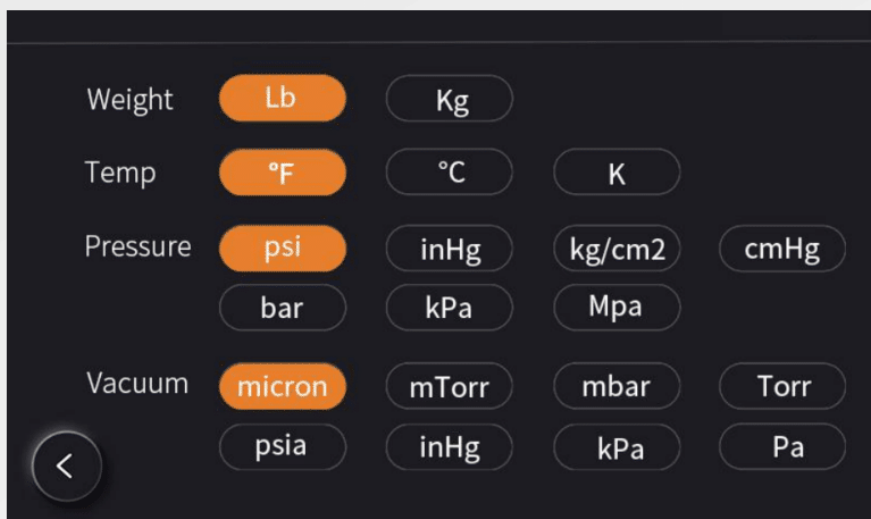 Weight Lb Kg
Temp °F °C K
Pressure psi inHg kg/cm2 cmHg
bar kPa Mpa
Vacuum micron mTorr mbar Torr
psia inHg kPa Pa